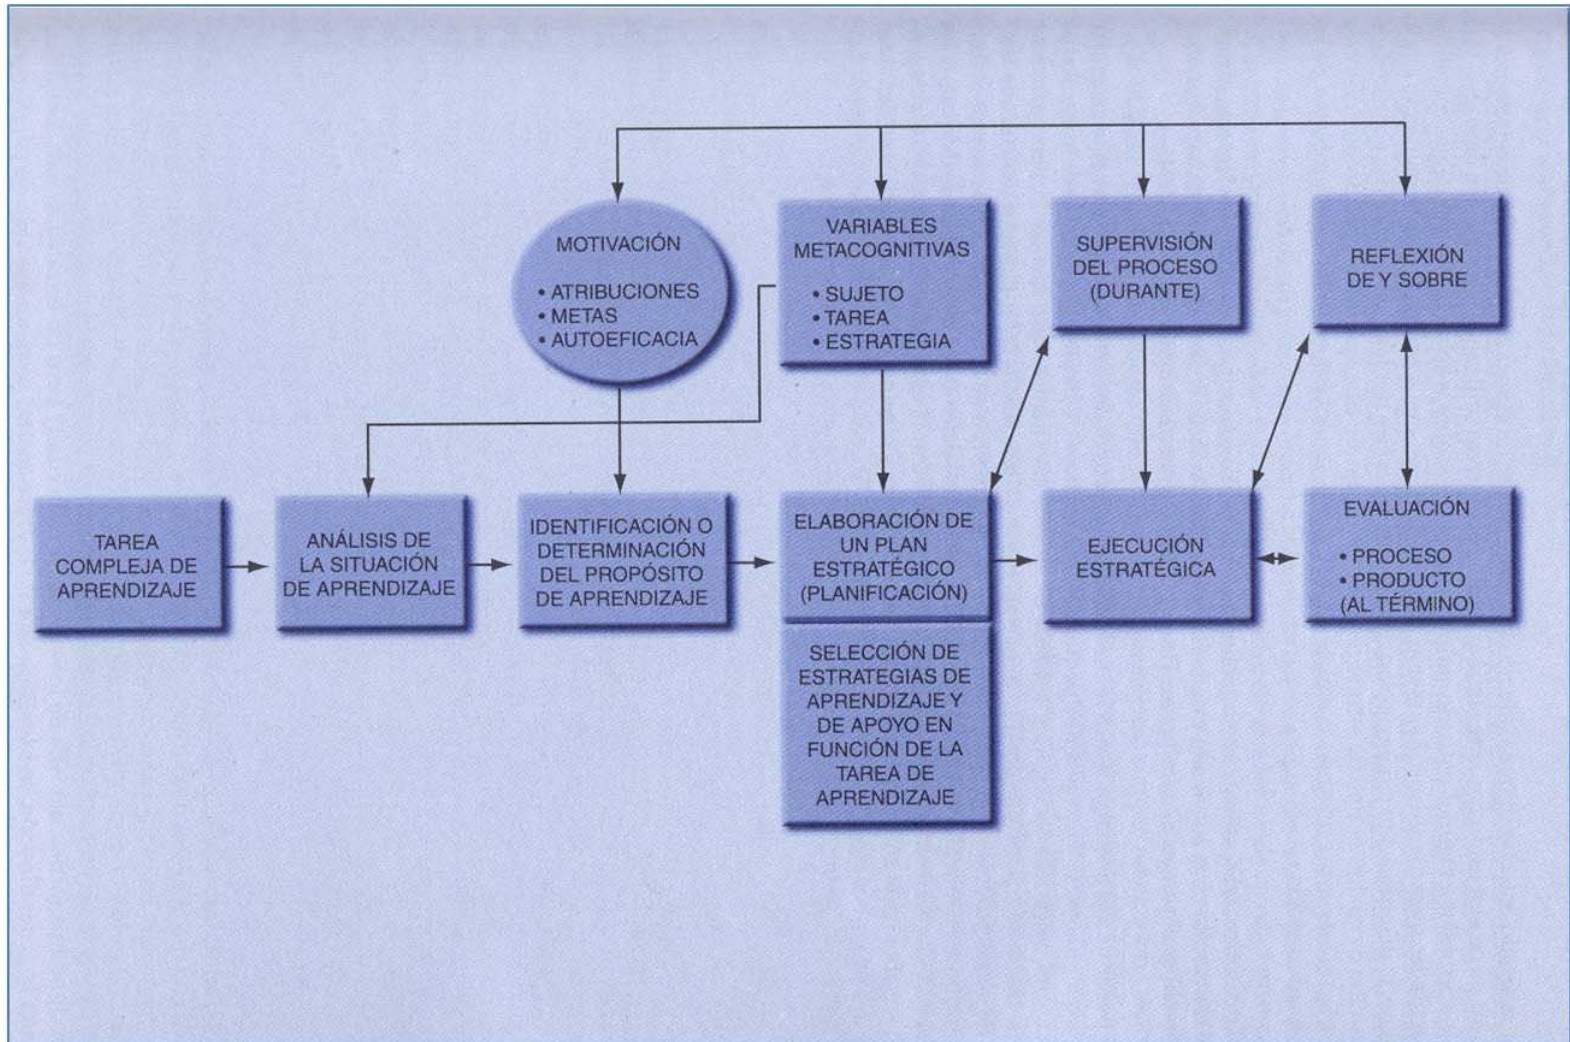 MOTIVACIÓN
• ATRIBUCIONES
• METAS
• AUTOEFICACIA
VARIABLES
METACOGNITIVAS
• SUJETO
• TAREA
• ESTRATEGIA
SUPERVISIÓN
DEL PROCESO
(DURANTE)
REFLEXIÓN
DE Y SOBRE
TAREA
COMPLEJA DE
APRENDIZAJE
ANÁLISIS DE
LA SITUACIÓN
DE APRENDIZAJE
IDENTIFICACIÓN O
DETERMINACIÓN
DEL PROPÓSITO
DE APRENDIZAJE
ELABORACIÓN DE
UN PLAN
ESTRATÉGICO
(PLANIFICACIÓN)
SELECCIÓN DE
ESTRATEGIAS DE
APRENDIZAJE Y
DE APOYO EN
FUNCIÓN DE LA
TAREA DE
APRENDIZAJE
EJECUCIÓN
ESTRATÉGICA
EVALUACIÓN
• PROCESO
• PRODUCTO
(AL TÉRMINO)